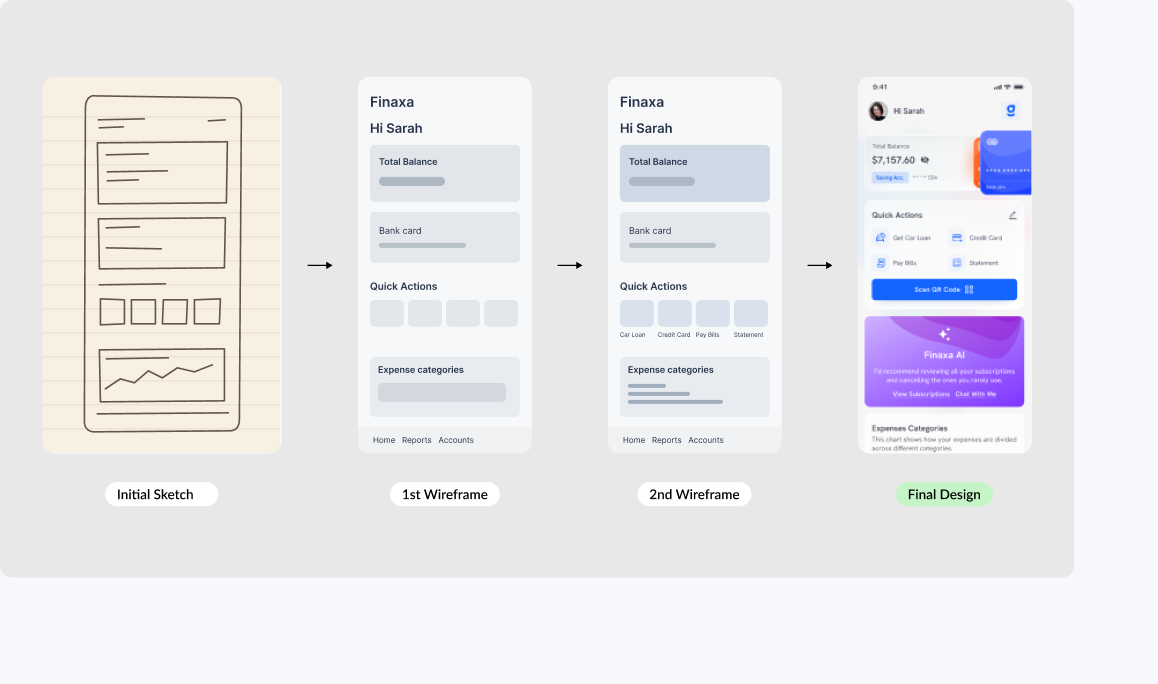 Finaxa
Hi Sarah
Total Balance
Bank card
Quick Actions
Expense categories
Home Reports Accounts
Finaxa
Hi Sarah
Total Balance
Bank card
Quick Actions
Car Loan Credit Card Pay Bills Statement
Expense categories
Home Reports Accounts
9:41
Hi Sarah
Total Balance
$7,157.60
Saving Acc.
Quick Actions
Get Car Loan Credit Card
Pay Bills Statement
Scan QR Code
Finaxa AI
I'd recommend reviewing all your subscriptions
and cancelling the ones you rarely use.
View Subscriptions Chat With Me
Expenses Categories
This chart shows how your expenses are divided
across different categories.
Initial Sketch
1st Wireframe
2nd Wireframe
Final Design